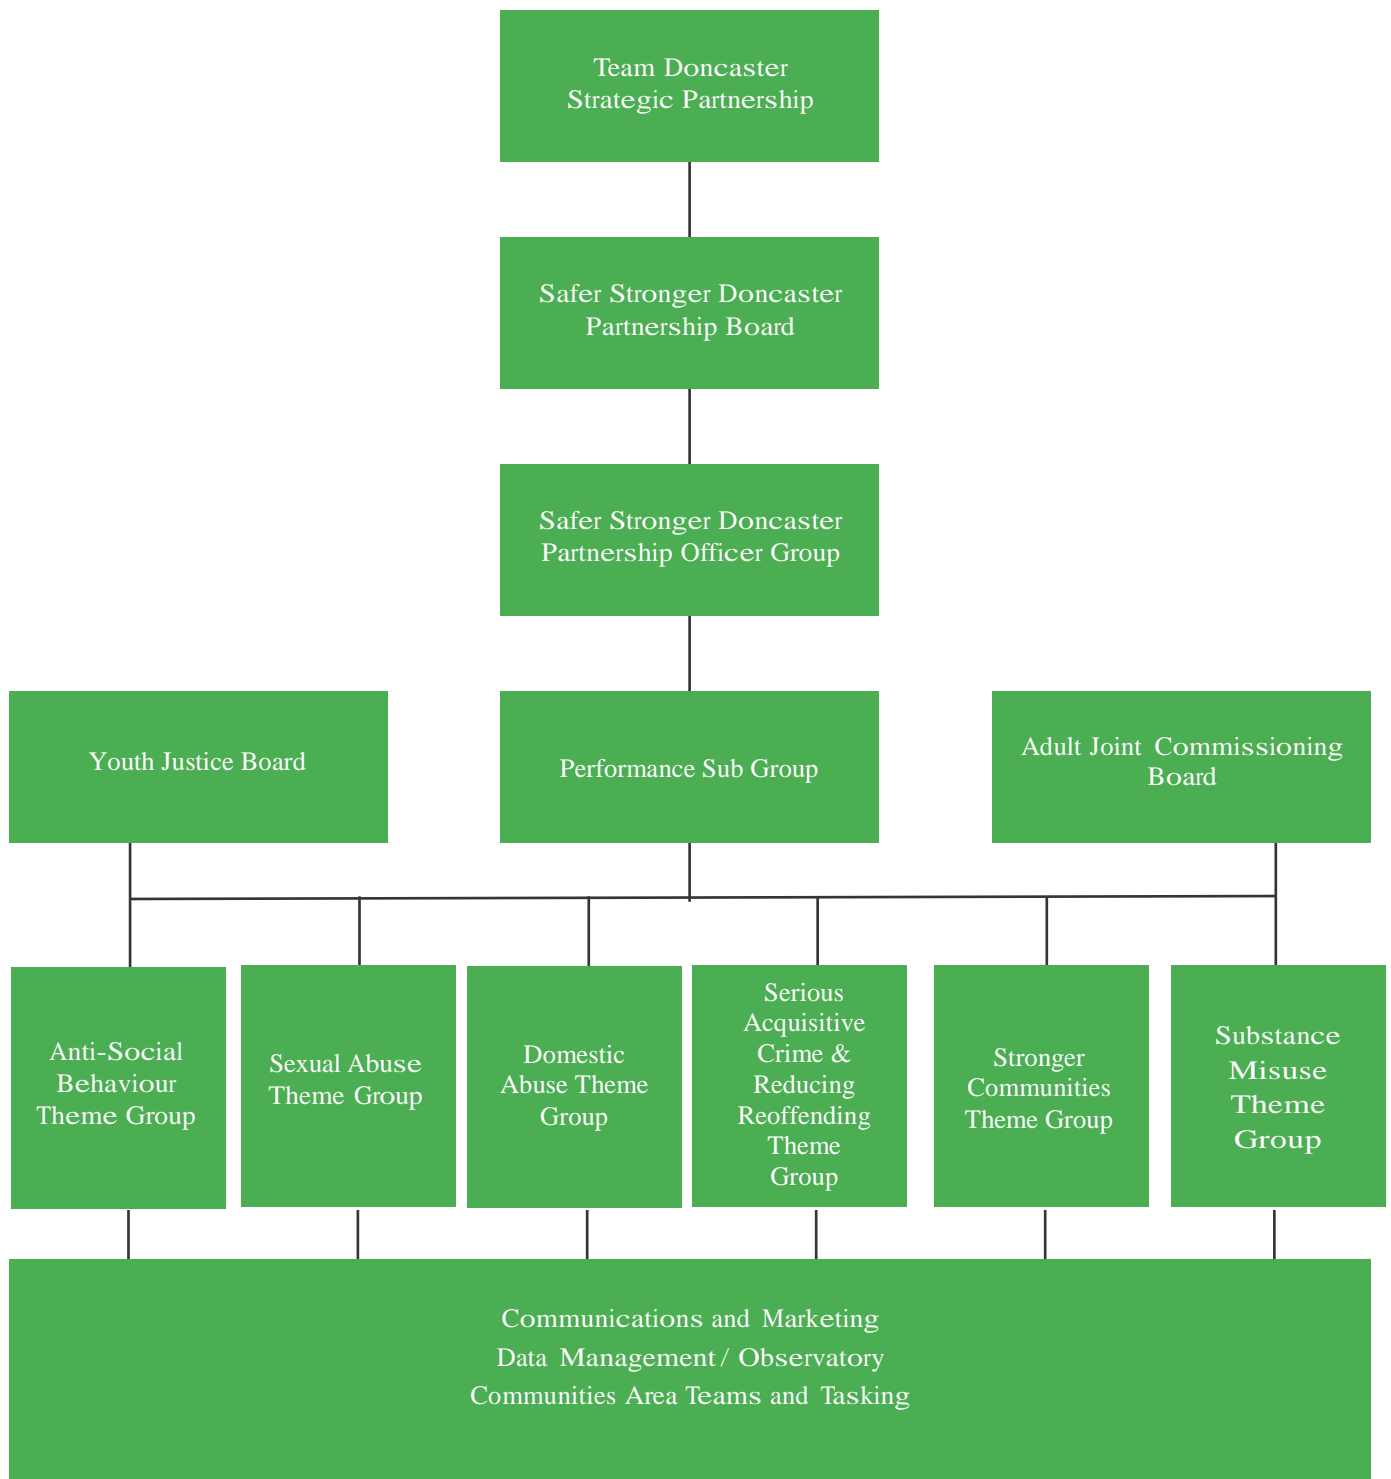 Team Doncaster
Strategic Partnership
Safer Stronger Doncaster
Partnership Board
Safer Stronger Doncaster
Partnership Officer Group
Youth Justice Board
Performance Sub Group
Adult Joint Commissioning
Board
Anti-Social
Behaviour
Theme Group
Sexual Abuse
Theme Group
Domestic
Abuse Theme
Group
Serious
Acquisitive
Crime &
Reducing
Reoffending
Theme
Group
Stronger
Communities
Theme Group
Substance
Misuse
Theme
Group
Communications and Marketing
Data Management / Observatory
Communities Area Teams and Tasking